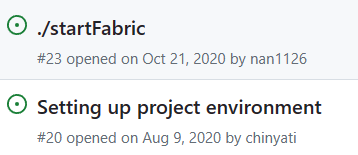 ./startFabric
#23 opened on Oct 21, 2020 by nan1126
Setting up project environment
#20 opened on Aug 9, 2020 by chinyati